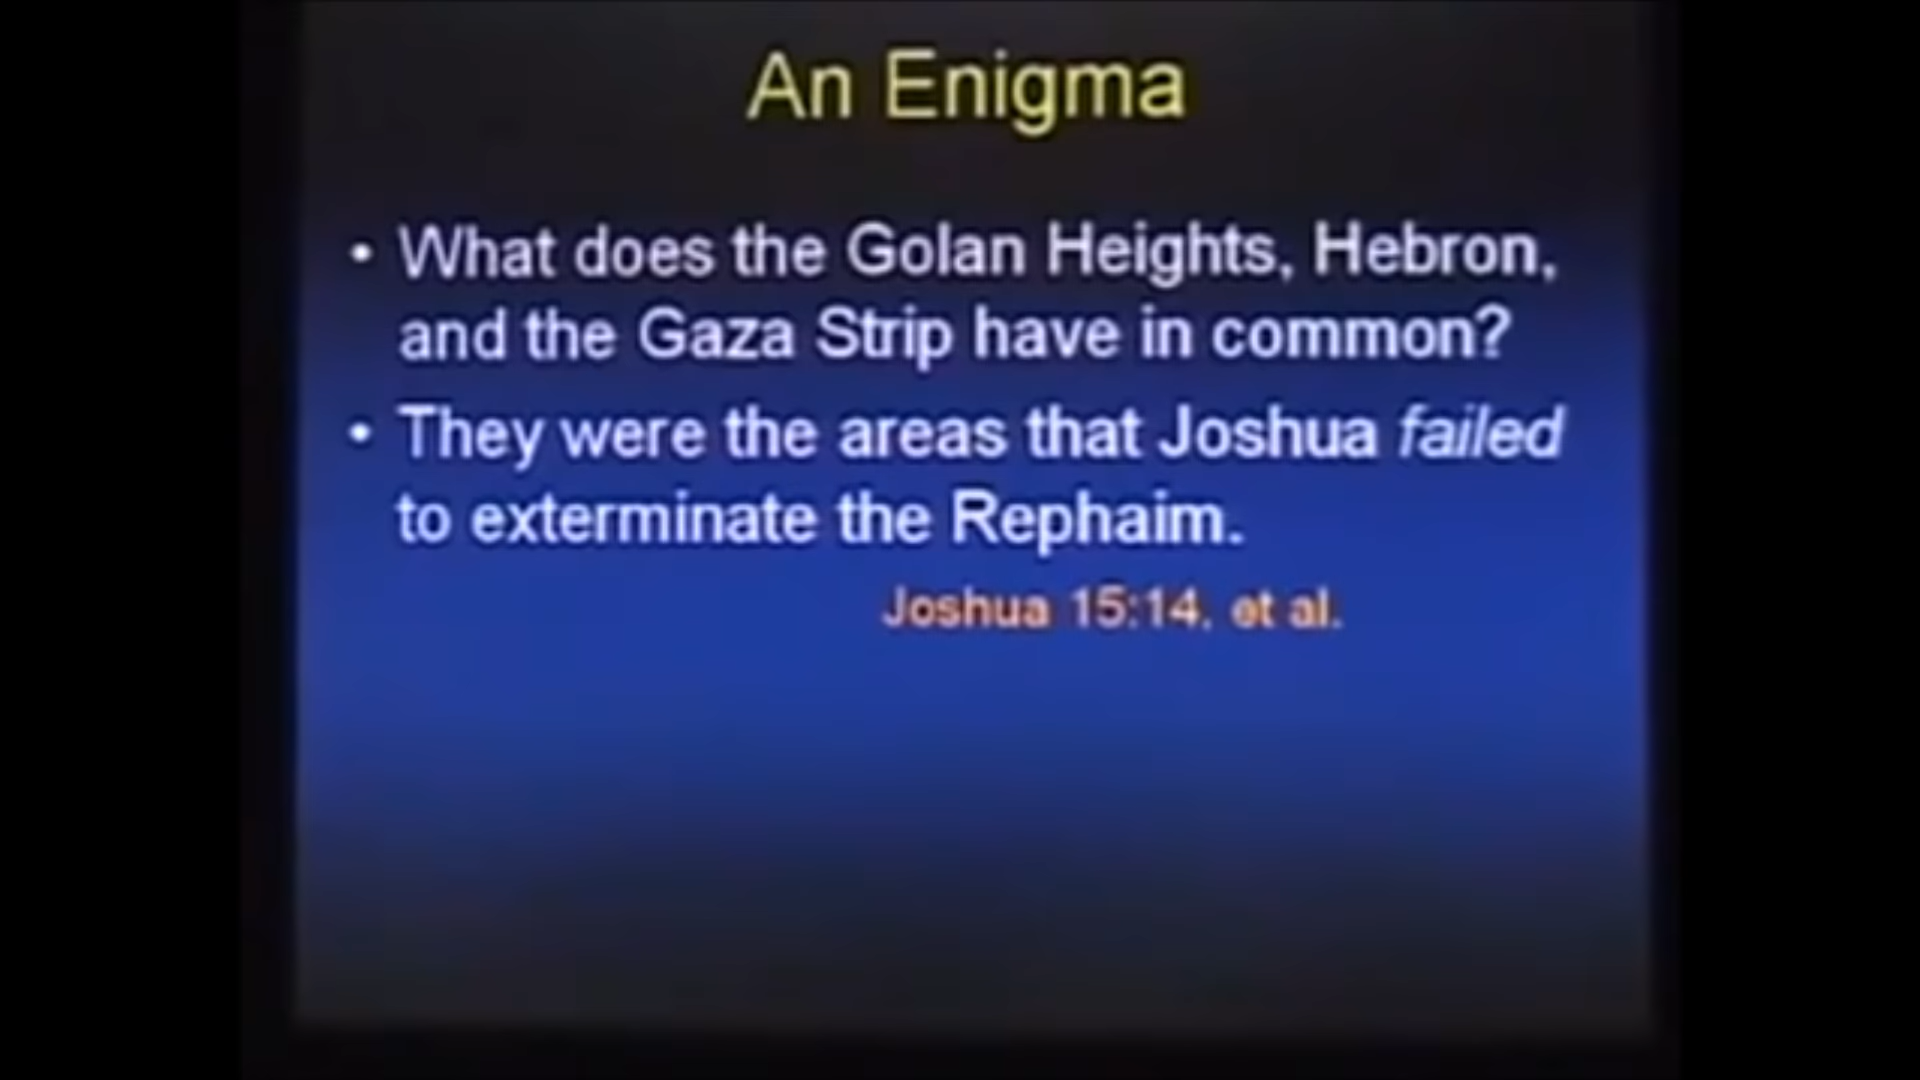 An Enigma
• What does the Golan Heights, Hebron,
and the Gaza Strip have in common?
• They were the areas that Joshua failed
to exterminate the Rephaim.
Joshua 15:14, et al.